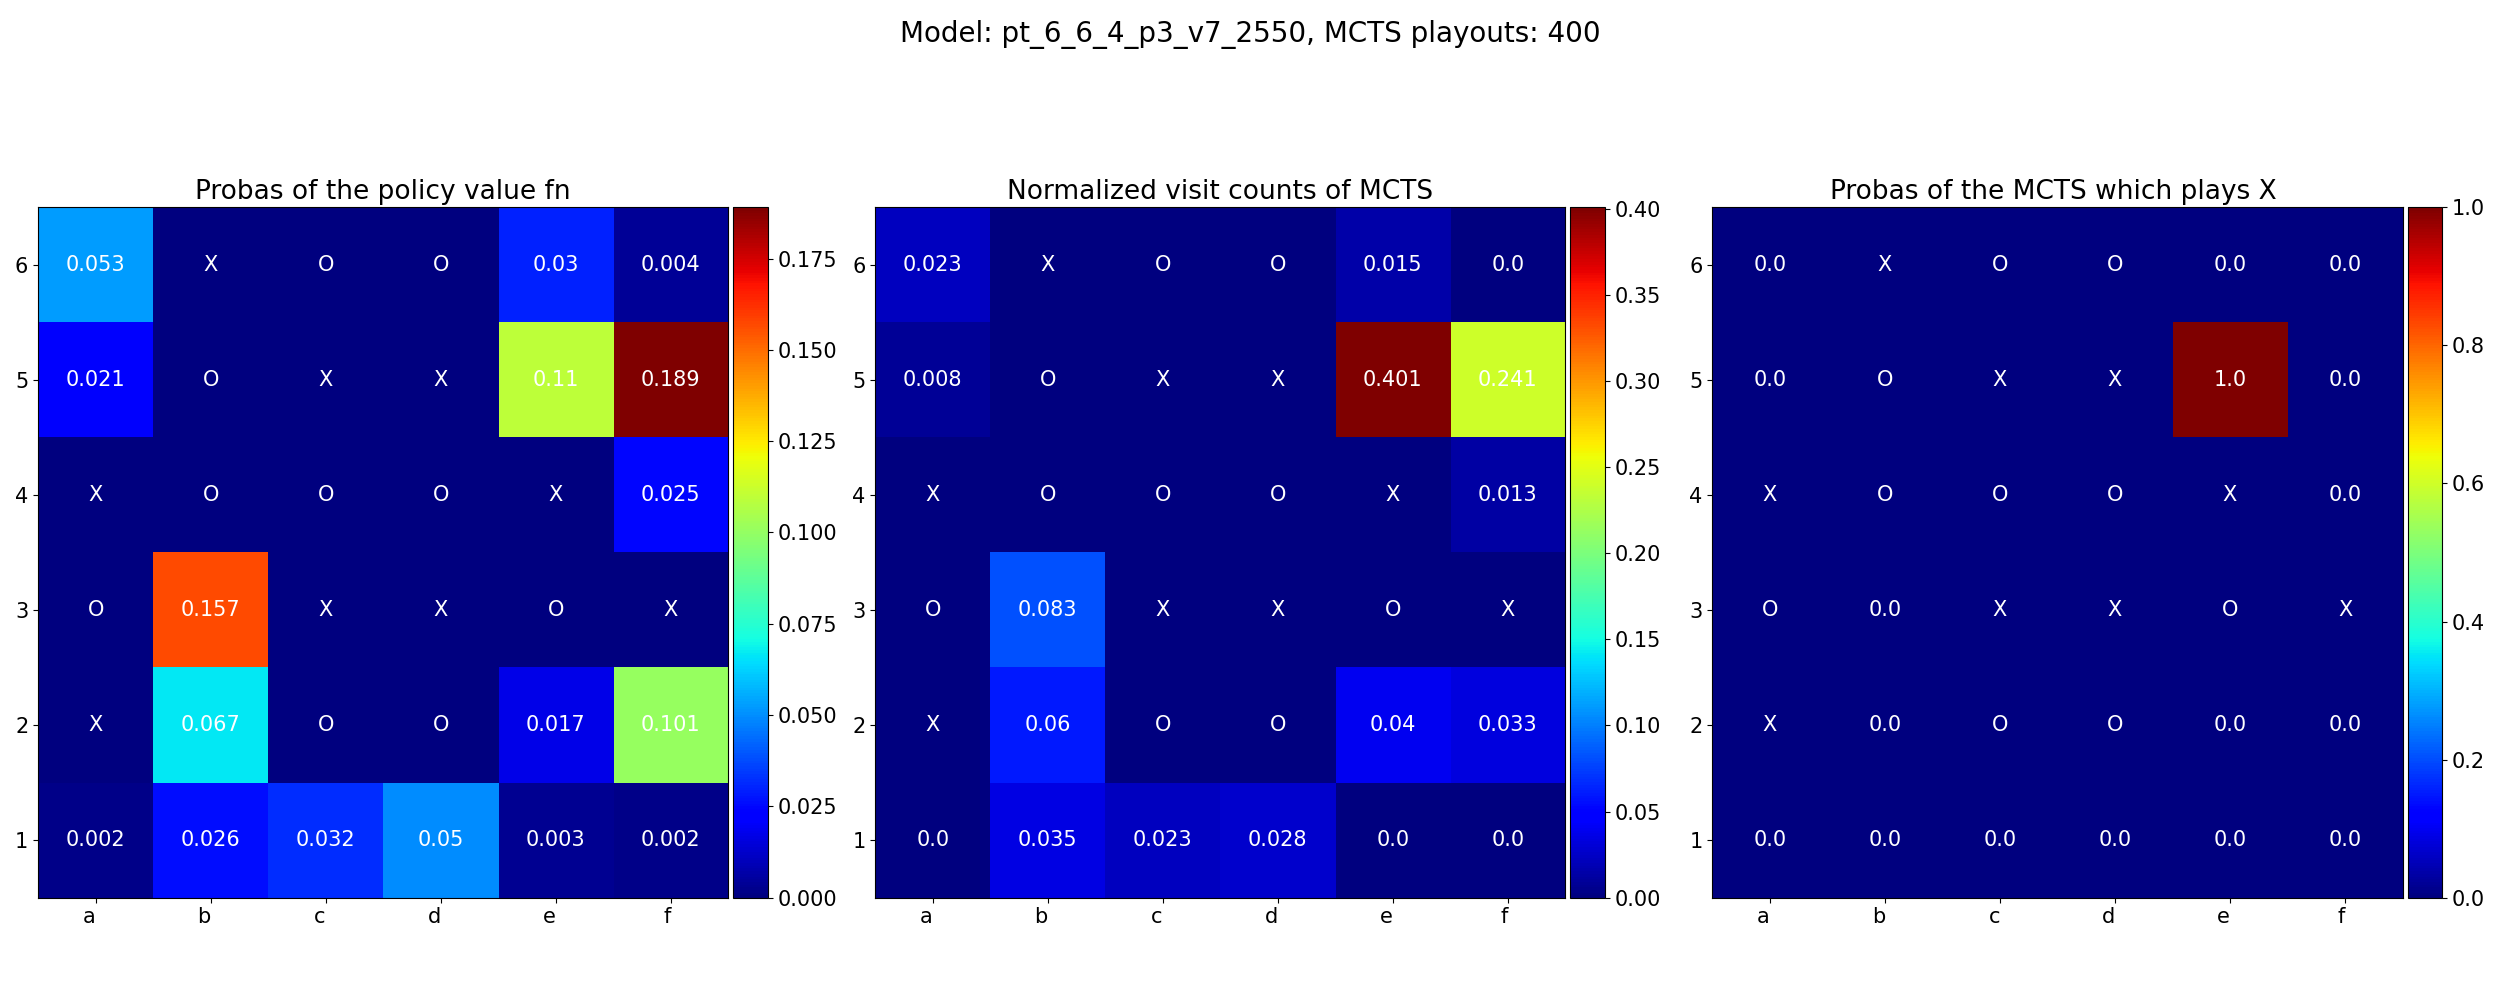 Model: pt_6_6_4_p3_v7_2550, MCTS playouts: 400
Probas of the policy value fn
6 0.053 X O O 0.03 0.004
5 0.021 O X X 0.11 0.189
4 X O O O X 0.025
3 O 0.157 X X O X
2 X 0.067 O O 0.017 0.101
1 0.002 0.026 0.032 0.05 0.003 0.002
a b c d e f
0.175
0.150
0.125
0.100
0.075
0.050
0.025
0.000
Normalized visit counts of MCTS
6 0.023 X O O 0.015 0.0
5 0.008 O X X 0.401 0.241
4 X O O O X 0.013
3 O 0.083 X X O X
2 X 0.06 O O 0.04 0.033
1 0.0 0.035 0.023 0.028 0.0 0.0
a b c d e f
0.40
0.35
0.30
0.25
0.20
0.15
0.10
0.05
0.00
Probas of the MCTS which plays X
6 0.0 X O O 0.0 0.0
5 0.0 O X X 1.0 0.0
4 X O O O X 0.0
3 O 0.0 X X O X
2 X 0.0 O O 0.0 0.0
1 0.0 0.0 0.0 0.0 0.0 0.0
a b c d e f
1.0
0.8
0.6
0.4
0.2
0.0